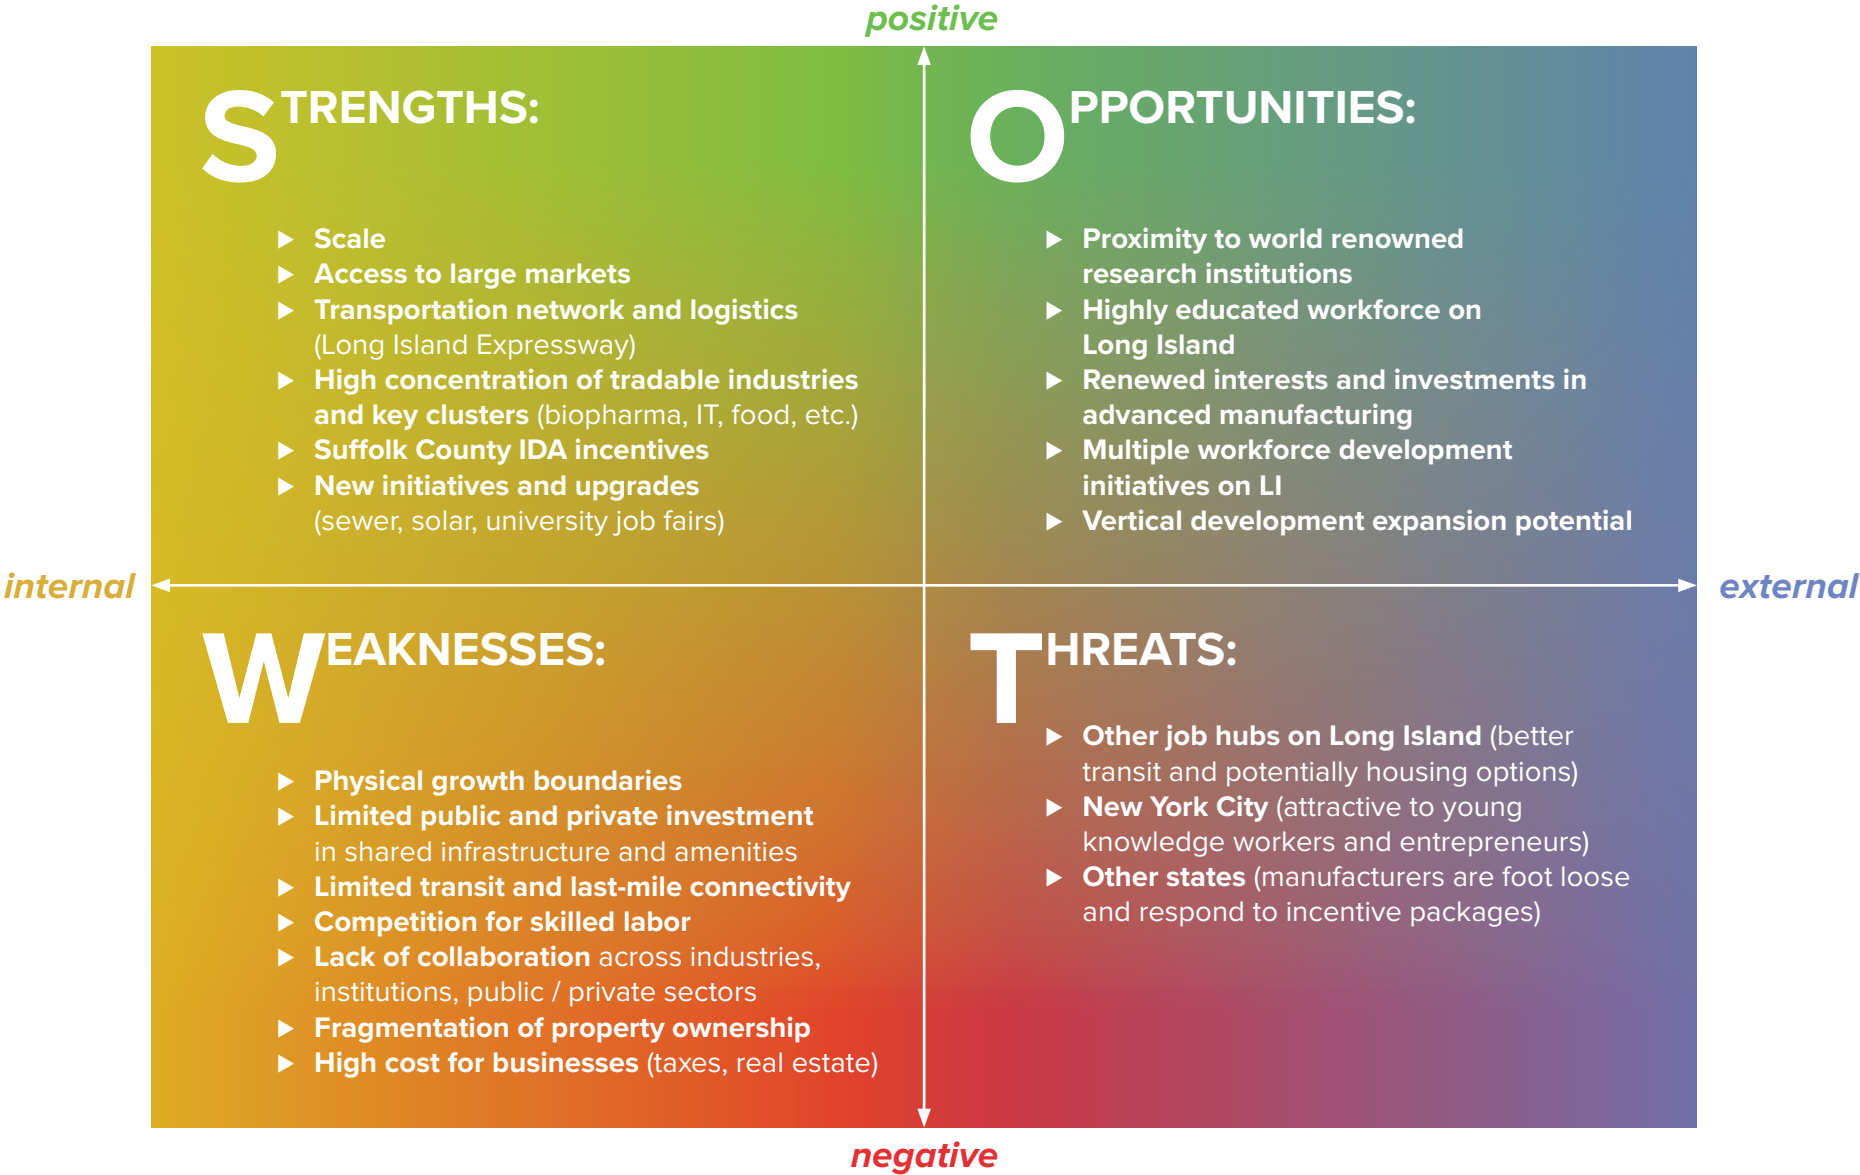 positive
STRENGTHS:
▶ Scale
▶ Access to large markets
▶ Transportation network and logistics
(Long Island Expressway)
▶ High concentration of tradable industries
and key clusters (biopharma, IT, food, etc.)
▶ Suffolk County IDA incentives
▶ New initiatives and upgrades
(sewer, solar, university job fairs)
OPPORTUNITIES:
▶ Proximity to world renowned
research institutions
▶ Highly educated workforce on
Long Island
▶ Renewed interests and investments in
advanced manufacturing
▶ Multiple workforce development
initiatives on LI
▶ Vertical development expansion potential
internal
external
WEAKNESSES:
▶ Physical growth boundaries
▶ Limited public and private investment
in shared infrastructure and amenities
▶ Limited transit and last-mile connectivity
▶ Competition for skilled labor
▶ Lack of collaboration across industries,
institutions, public / private sectors
▶ Fragmentation of property ownership
▶ High cost for businesses (taxes, real estate)
THREATS:
▶ Other job hubs on Long Island (better
transit and potentially housing options)
▶ New York City (attractive to young
knowledge workers and entrepreneurs)
▶ Other states (manufacturers are foot loose
and respond to incentive packages)
negative